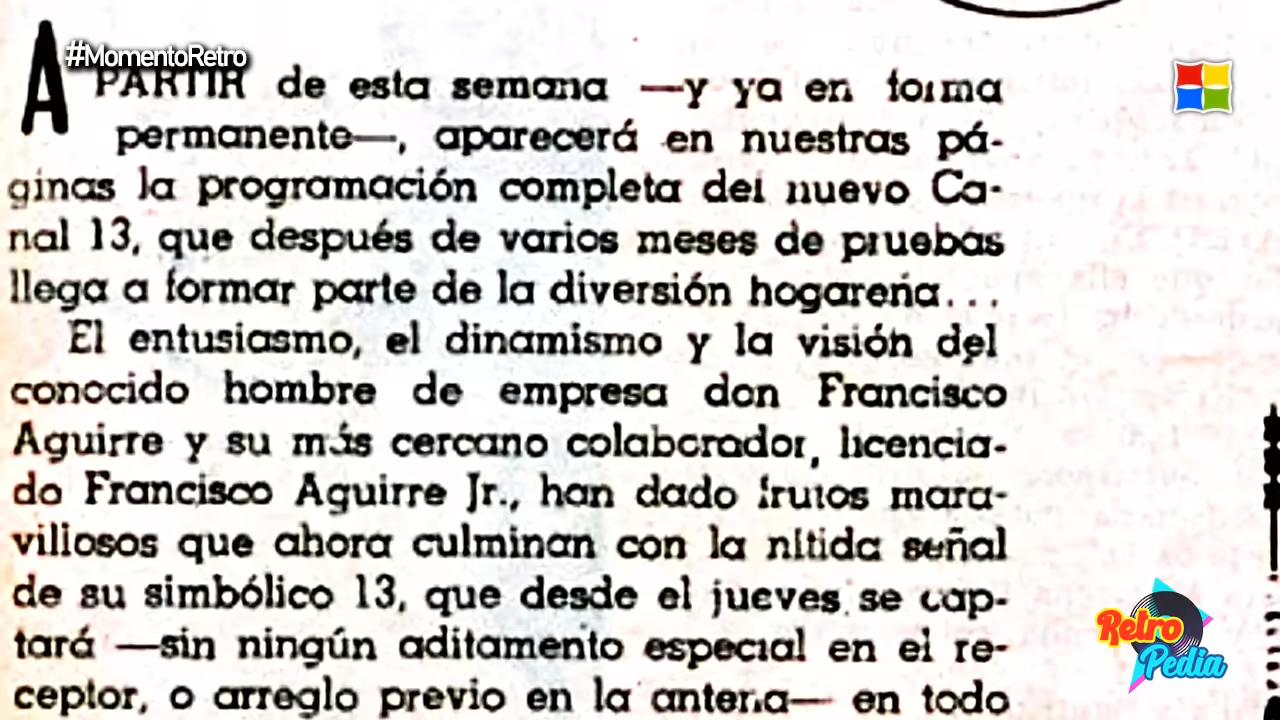 #MomentoRetro
A PARTIR de esta semana —y ya en forma
permanente—, aparecerá en nuestras pá-
ginas la programación completa del nuevo Ca-
nal 13, que después de varios meses de pruebas
llega a formar parte de la diversión hogareña...
El entusiasmo, el dinamismo y la visión del
conocido hombre de empresa don Francisco
Aguirre y su más cercano colaborador, licencia-
do Francisco Aguirre Jr., han dado frutos mara-
villosos que ahora culminan con la nítida señal
de su simbólico 13, que desde el jueves se cap-
tará —sin ningún aditamento especial en el re-
ceptor, o arreglo previo en la antena— en todo
Retro
Pedia